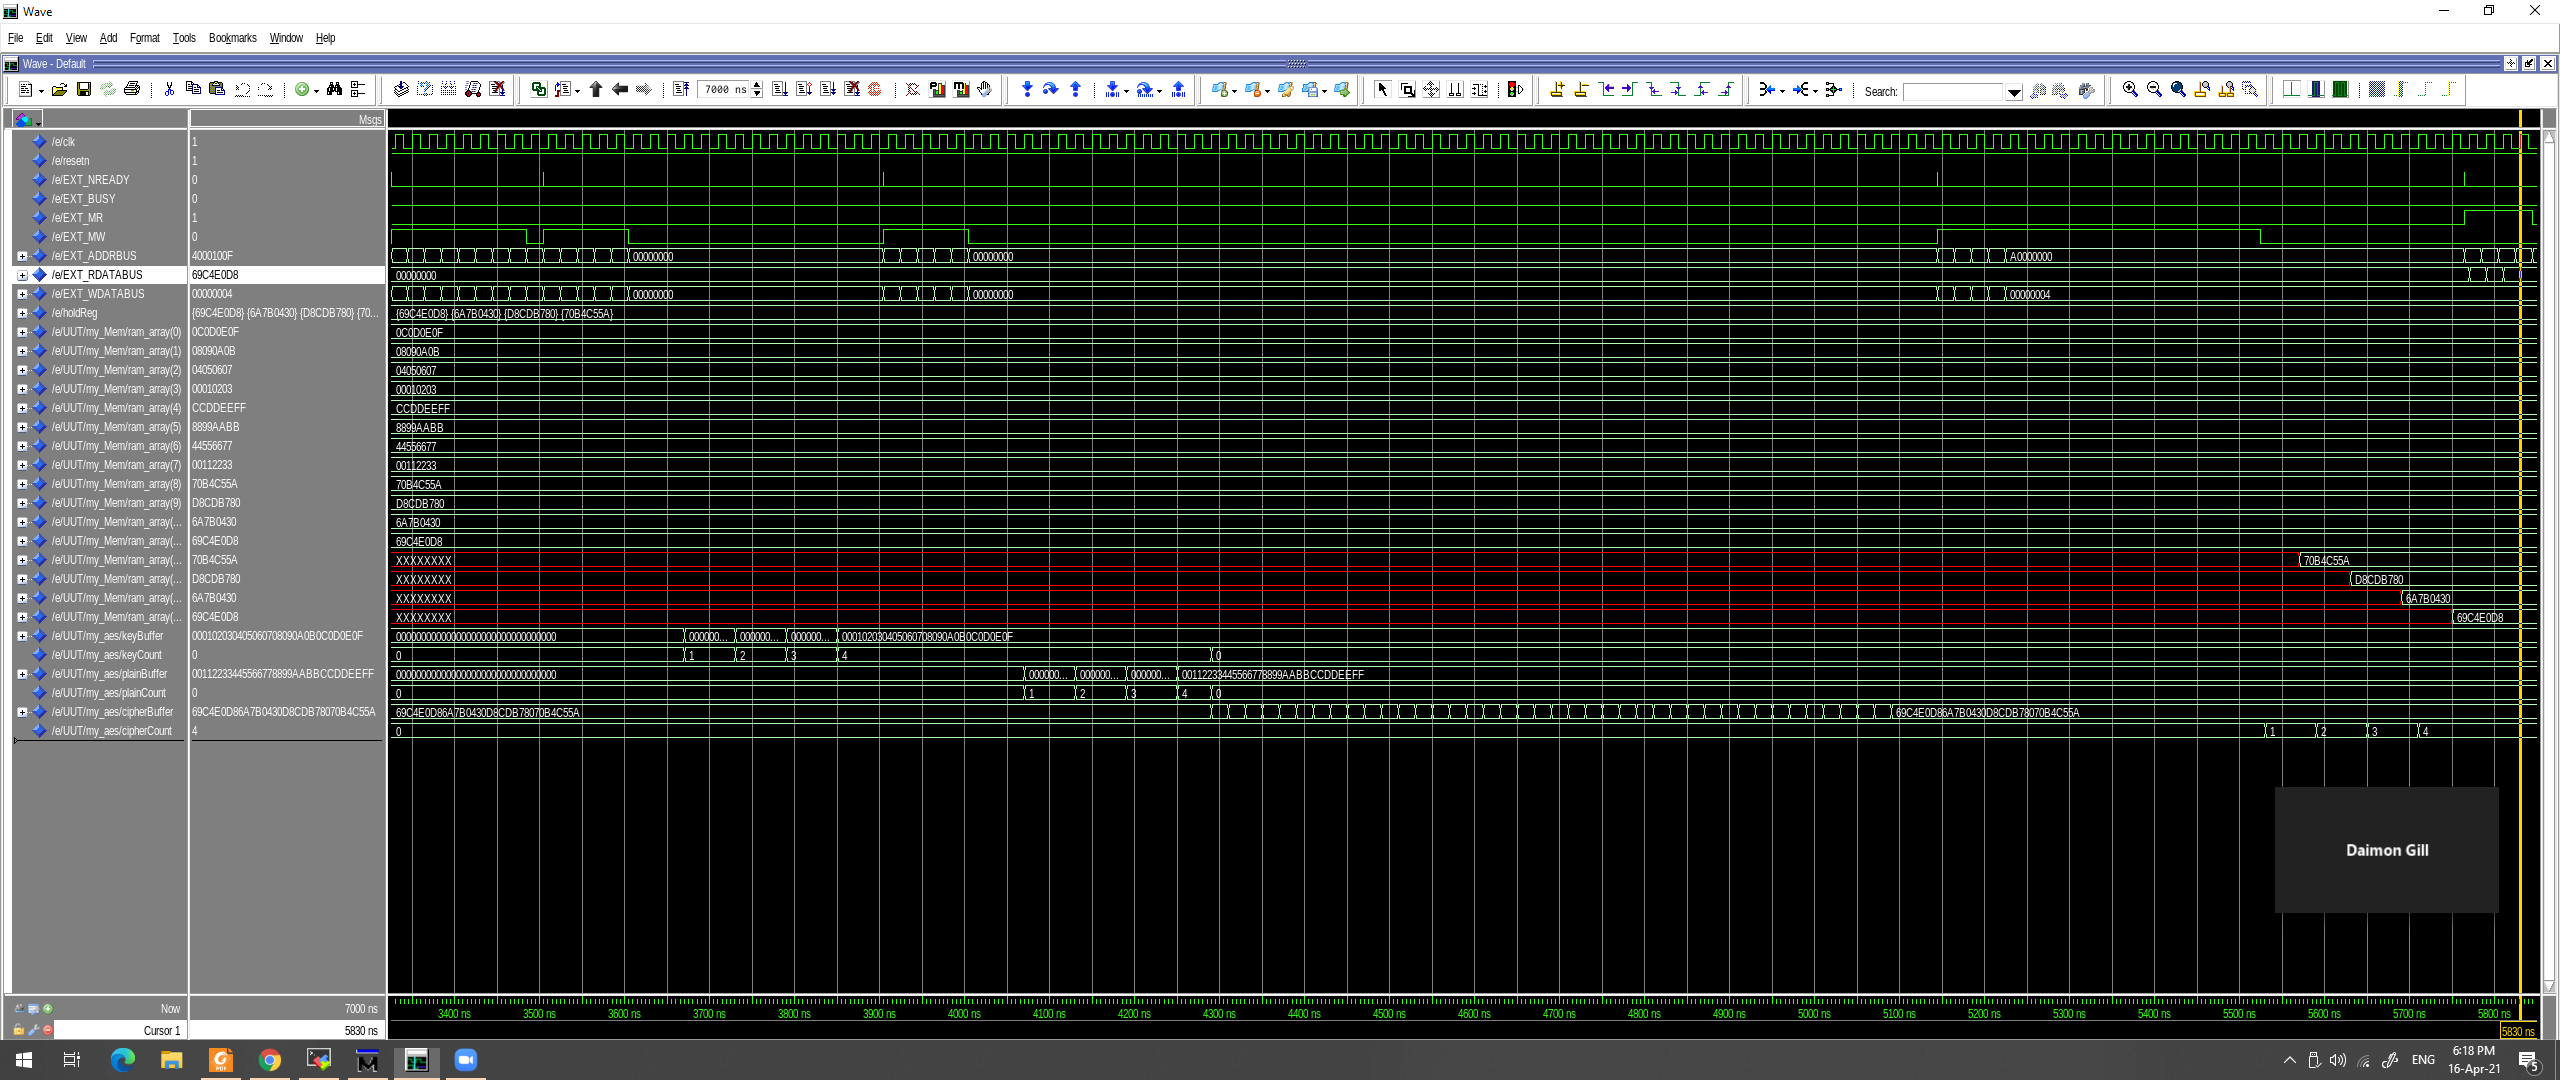 Wave
File Edit View Add Format Tools Bookmarks Window Help
Wave - Default
7000 ns
Search:
Msgs
/e/clk 1
/e/resetn 1
/e/EXT_NREADY 0
/e/EXT_BUSY 0
/e/EXT_MR 1
/e/EXT_MW 0
/e/EXT_ADDRBUS 4000100F 00000000 00000000 A0000000
/e/EXT_RDATABUS 69C4E0D8 00000000
/e/EXT_WDATABUS 00000004 00000000 00000000 00000004
/e/holdReg {69C4E0D8} {6A7B0430} {D8CDB780} {70... {69C4E0D8} {6A7B0430} {D8CDB780} {70B4C55A}
/e/UUT/my_Mem/ram_array(0) 0C0D0E0F 0C0D0E0F
/e/UUT/my_Mem/ram_array(1) 08090A0B 08090A0B
/e/UUT/my_Mem/ram_array(2) 04050607 04050607
/e/UUT/my_Mem/ram_array(3) 00010203 00010203
/e/UUT/my_Mem/ram_array(4) CCDDEEFF CCDDEEFF
/e/UUT/my_Mem/ram_array(5) 8899AABB 8899AABB
/e/UUT/my_Mem/ram_array(6) 44556677 44556677
/e/UUT/my_Mem/ram_array(7) 00112233 00112233
/e/UUT/my_Mem/ram_array(8) 70B4C55A 70B4C55A
/e/UUT/my_Mem/ram_array(9) D8CDB780 D8CDB780
/e/UUT/my_Mem/ram_array(... 6A7B0430 6A7B0430
/e/UUT/my_Mem/ram_array(... 69C4E0D8 69C4E0D8
/e/UUT/my_Mem/ram_array(... 70B4C55A XXXXXXXX 70B4C55A
/e/UUT/my_Mem/ram_array(... D8CDB780 XXXXXXXX D8CDB780
/e/UUT/my_Mem/ram_array(... 6A7B0430 XXXXXXXX 6A7B0430
/e/UUT/my_Mem/ram_array(... 69C4E0D8 XXXXXXXX 69C4E0D8
/e/UUT/my_aes/keyBuffer 000102030405060708090A0B0C0D0E0F 00000000000000000000000000000000 000000... 000000... 000000... 000102030405060708090A0B0C0D0E0F
/e/UUT/my_aes/keyCount 0 0 1 2 3 4 0
/e/UUT/my_aes/plainBuffer 00112233445566778899AABBCCDDEEFF 00000000000000000000000000000000 000000... 000000... 000000... 00112233445566778899AABBCCDDEEFF
/e/UUT/my_aes/plainCount 0 0 1 2 3 4 0
/e/UUT/my_aes/cipherBuffer 69C4E0D86A7B0430D8CDB78070B4C55A 69C4E0D86A7B0430D8CDB78070B4C55A 69C4E0D86A7B0430D8CDB78070B4C55A
/e/UUT/my_aes/cipherCount 4 0 1 2 3 4
Daimon Gill
Now 7000 ns
3400 ns 3500 ns 3600 ns 3700 ns 3800 ns 3900 ns 4000 ns 4100 ns 4200 ns 4300 ns 4400 ns 4500 ns 4600 ns 4700 ns 4800 ns 4900 ns 5000 ns 5100 ns 5200 ns 5300 ns 5400 ns 5500 ns 5600 ns 5700 ns 5800 ns
Cursor 1 5830 ns 5830 ns
ENG
6:18 PM
16-Apr-21
5